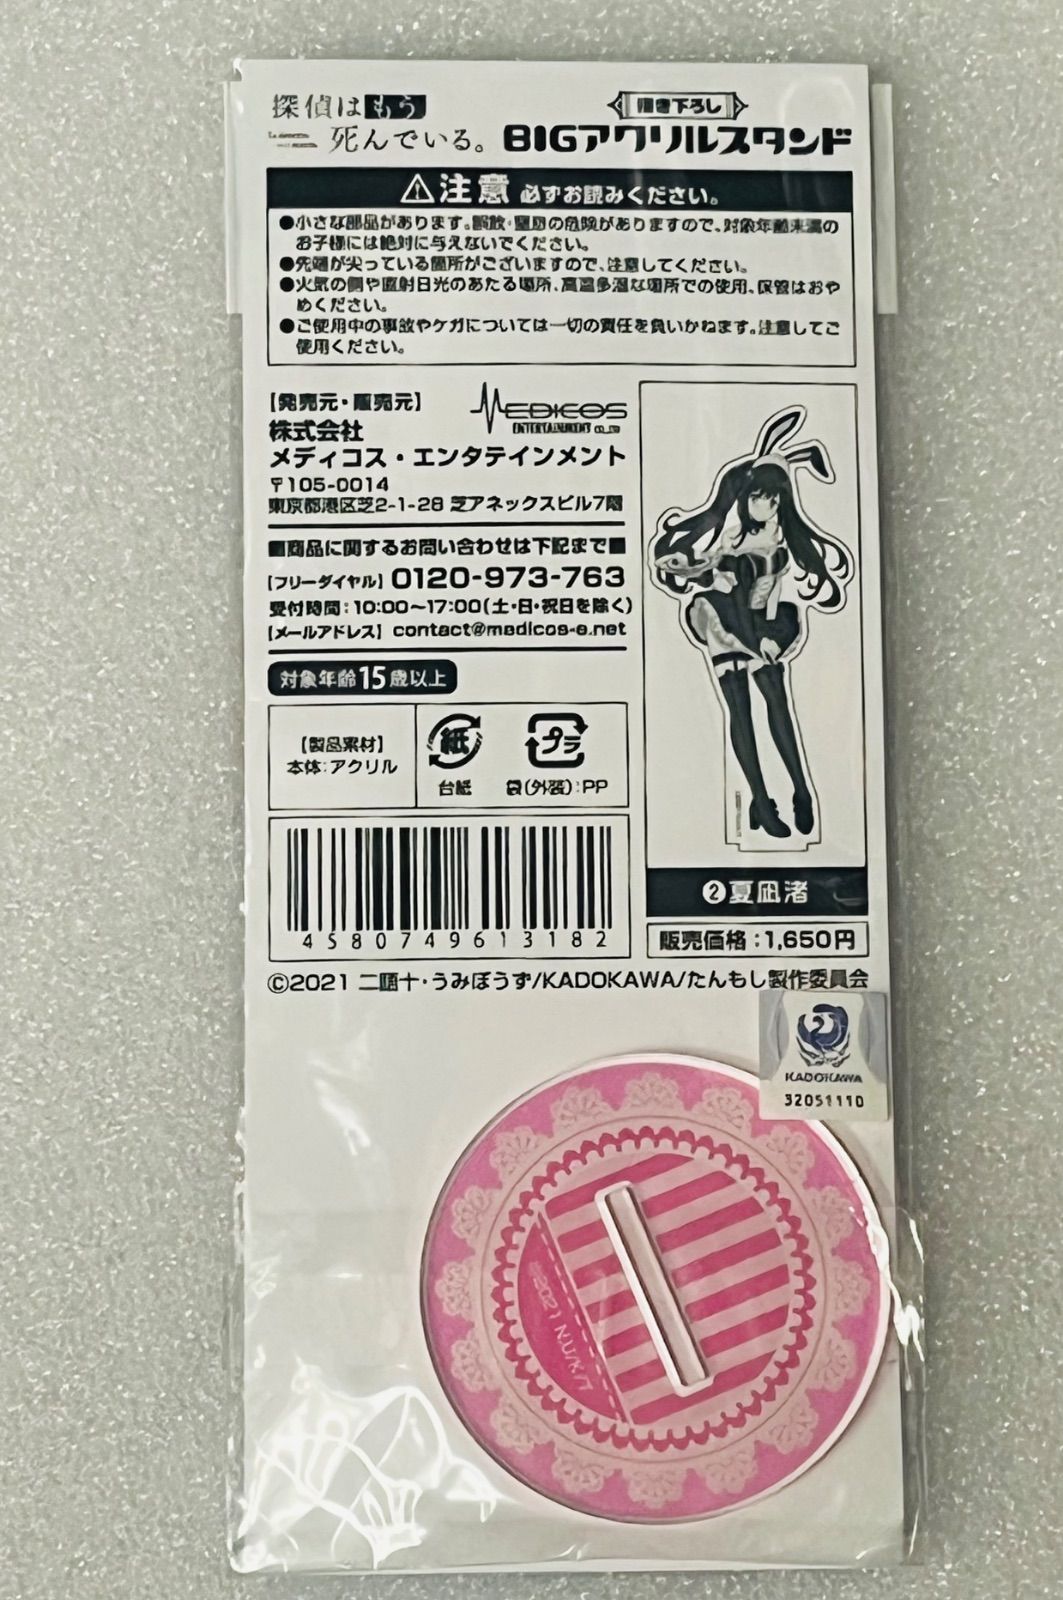 探偵はもう
死んでいる。
描き下ろし
BIGアクリルスタンド
⚠注意 必ずお読みください。
●小さな部品があります。誤飲・窒息の危険がありますので、対象年齢未満の
お子様には絶対に与えないでください。
●先端が尖っている箇所がございますので、注意してください。
●火気の側や直射日光のあたる場所、高温多湿な場所での使用、保管はおや
めください。
●ご使用中の事故やケガについては一切の責任を負いかねます。注意してご
使用ください。
【発売元・販売元】
MEDICOS
ENTERTAINMENT CO.,LTD
株式会社
メディコス・エンタテインメント
〒105-0014
東京都港区芝2-1-28 芝アネックスビル7階
■商品に関するお問い合わせは下記まで■
【フリーダイヤル】0120-973-763
受付時間:10:00〜17:00(土・日・祝日を除く)
【メールアドレス】contact@medicos-e.net
対象年齢15歳以上
【製品素材】
本体:アクリル
紙
台紙
プラ
袋(外装):PP
4580749613182
②夏凪渚
販売価格:1,650円
©2021 二語十・うみぼうず/KADOKAWA/たんもし製作委員会
KADOKAWA
32051110
©2021 N,U/K/T